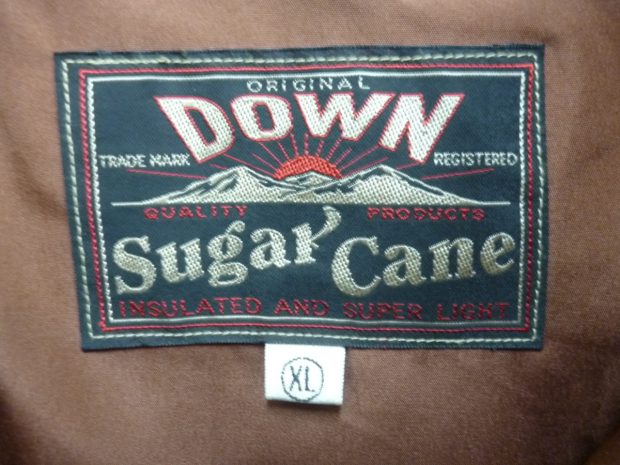 ORIGINAL
DOWN
TRADE MARK REGISTERED
QUALITY PRODUCTS
Sugar Cane
INSULATED AND SUPER LIGHT
XL